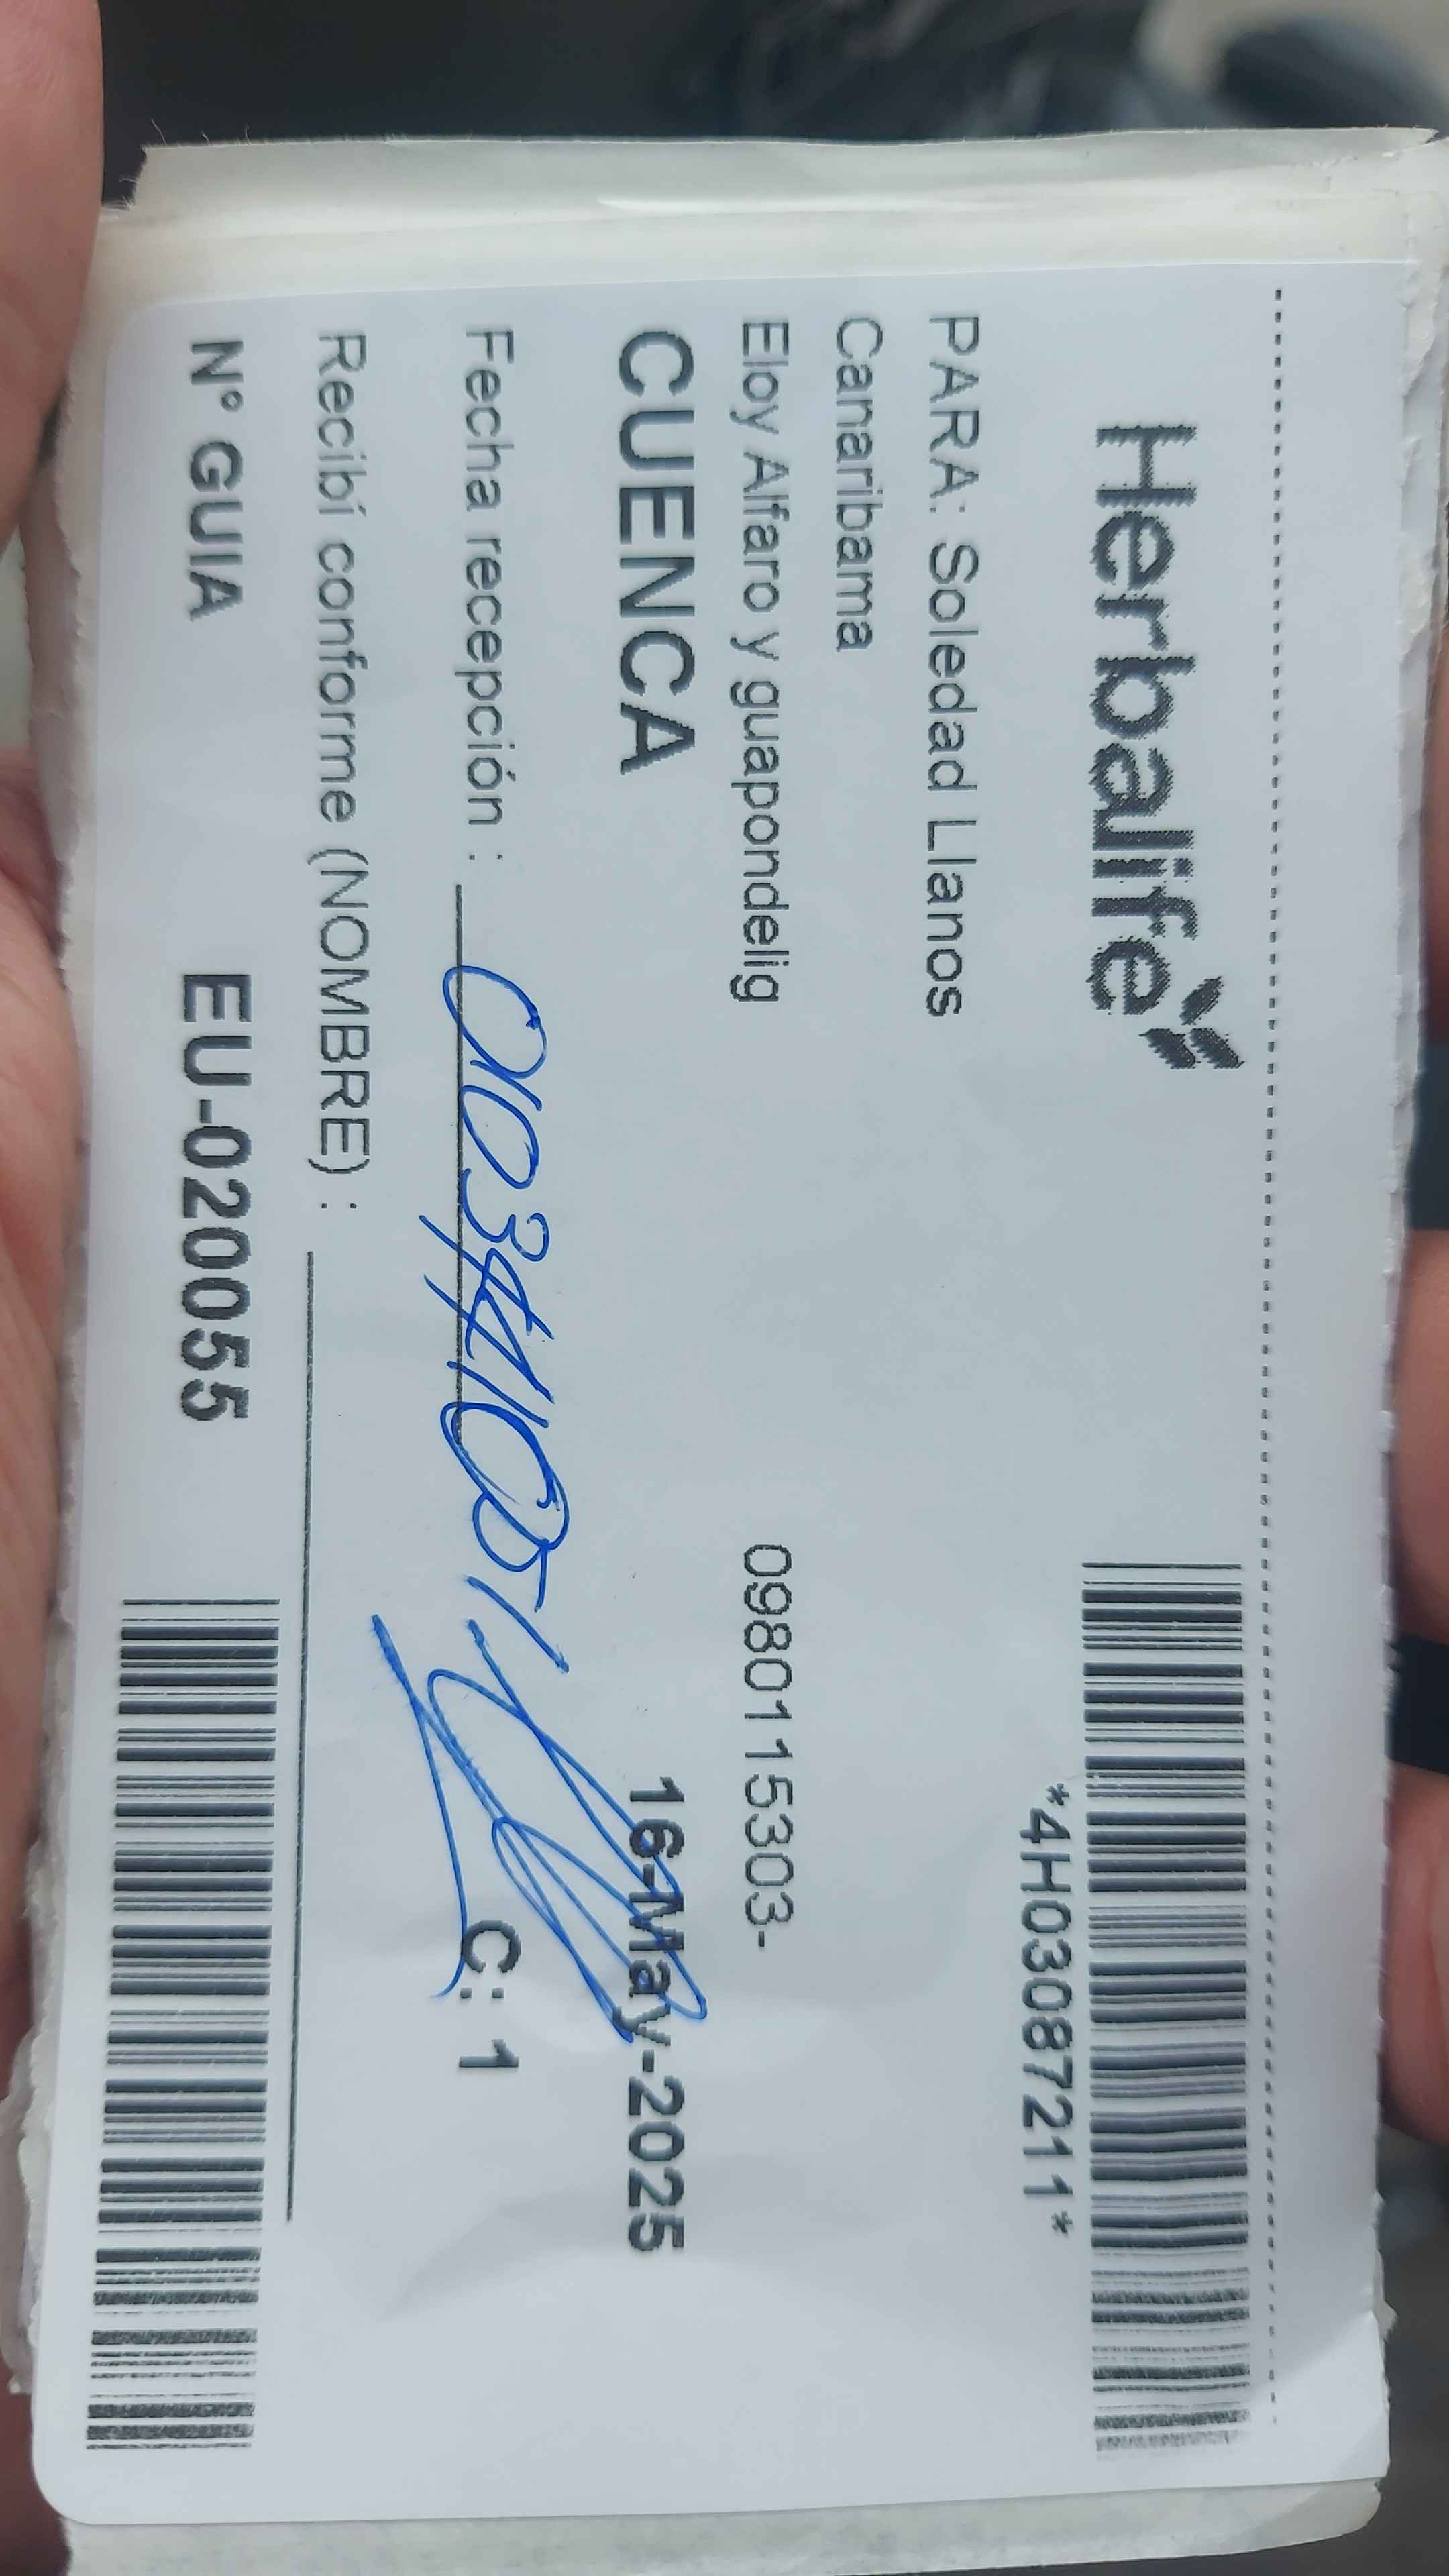 Herbalife
*4H03087211*
PARA: Soledad Llanos
Canaribama
Eloy Alfaro y guapondelig 0980115303-
CUENCA 16-May-2025
Fecha recepción : 0103441051 C: 1
Recibí conforme (NOMBRE) :
N° GUIA EU-020055